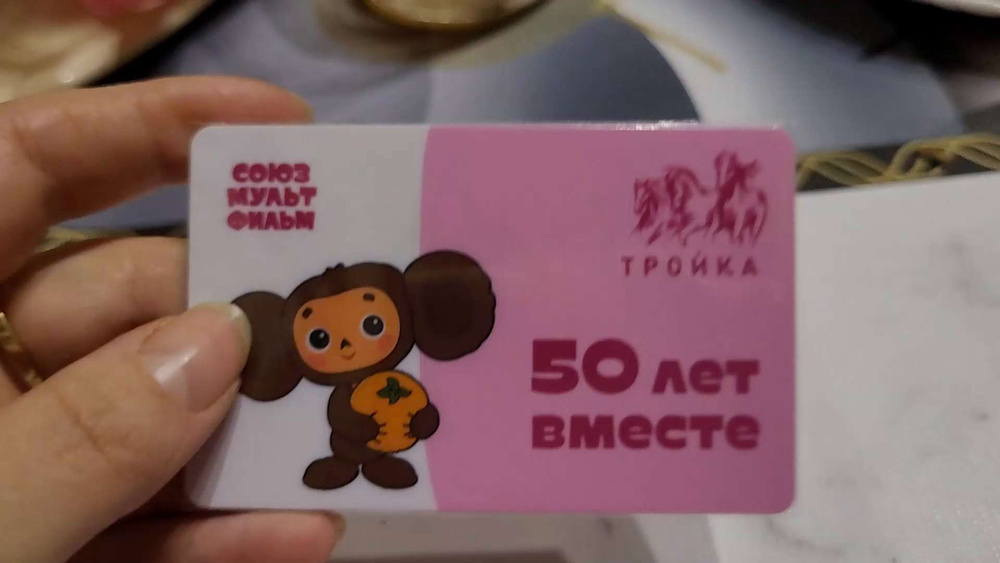 СОЮЗ
МУЛЬТ
ФИЛЬМ
ТРОЙКА
50 лет
вместе